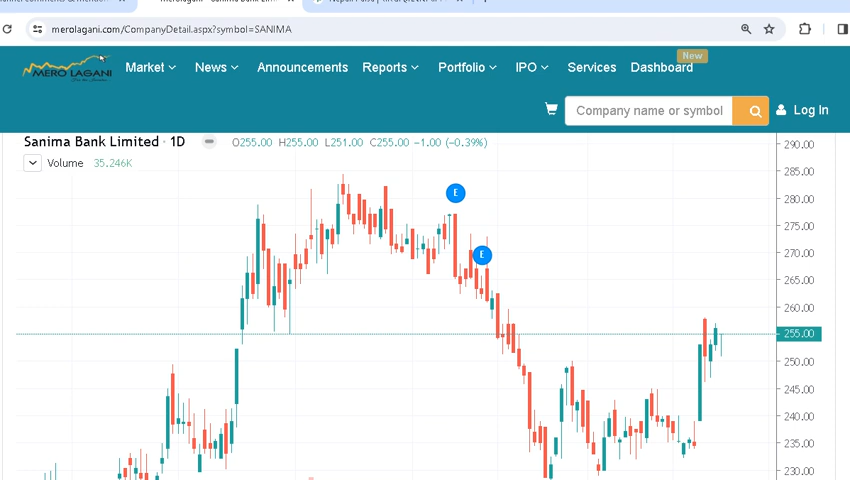 merolagani.com/CompanyDetail.aspx?symbol=SANIMA
MERO LAGANI
Market News Announcements Reports Portfolio IPO Services Dashboard New
Company name or symbol Log In
Sanima Bank Limited · 1D O255.00 H255.00 L251.00 C255.00 −1.00 (−0.39%)
Volume 35.246K
E
E
290.00
285.00
280.00
275.00
270.00
265.00
260.00
255.00
250.00
245.00
240.00
235.00
230.00